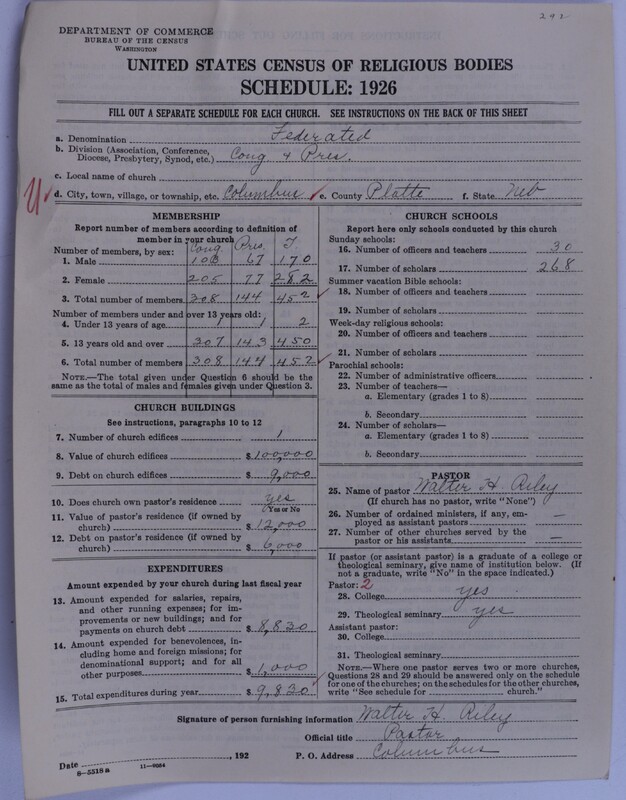 292
DEPARTMENT OF COMMERCE
BUREAU OF THE CENSUS
WASHINGTON
UNITED STATES CENSUS OF RELIGIOUS BODIES
SCHEDULE: 1926
FILL OUT A SEPARATE SCHEDULE FOR EACH CHURCH. SEE INSTRUCTIONS ON THE BACK OF THIS SHEET
a. Denomination Federated
b. Division (Association, Conference, Diocese, Presbytery, Synod, etc.) Cong & Pres.
c. Local name of church
d. City, town, village, or township, etc. Columbus e. County Platte f. State Neb
MEMBERSHIP
Report number of members according to definition of
member in your church
Cong. Pres. T.
Number of members, by sex:
1. Male 103 67 170
2. Female 205 77 282
3. Total number of members 308 144 452
Number of members under and over 13 years old:
4. Under 13 years of age 1 1 2
5. 13 years old and over 307 143 450
6. Total number of members 308 144 452
NOTE.—The total given under Question 6 should be the
same as the total of males and females given under Question 3.
CHURCH BUILDINGS
See instructions, paragraphs 10 to 12
7. Number of church edifices 1
8. Value of church edifices $100,000
9. Debt on church edifices $ 9,000
10. Does church own pastor's residence yes
Yes or No
11. Value of pastor's residence (if owned by
church) $12,000
12. Debt on pastor's residence (if owned by
church) $ 6,000
EXPENDITURES
Amount expended by your church during last fiscal year
13. Amount expended for salaries, repairs,
and other running expenses; for im-
provements or new buildings; and for
payments on church debt $ 8,830
14. Amount expended for benevolences, in-
cluding home and foreign missions; for
denominational support; and for all
other purposes $ 1,000
15. Total expenditures during year $ 9,830
CHURCH SCHOOLS
Report here only schools conducted by this church
Sunday schools:
16. Number of officers and teachers 30
17. Number of scholars 268
Summer vacation Bible schools:
18. Number of officers and teachers
19. Number of scholars
Week-day religious schools:
20. Number of officers and teachers
21. Number of scholars
Parochial schools:
22. Number of administrative officers
23. Number of teachers—
a. Elementary (grades 1 to 8)
b. Secondary
24. Number of scholars—
a. Elementary (grades 1 to 8)
b. Secondary
PASTOR
25. Name of pastor Walter H. Riley
(If church has no pastor, write "None")
26. Number of ordained ministers, if any, em-
ployed as assistant pastors —
27. Number of other churches served by the
pastor or his assistants —
If pastor (or assistant pastor) is a graduate of a college or
theological seminary, give name of institution below. (If
not a graduate, write "No" in the space indicated.)
Pastor: 2
28. College yes
29. Theological seminary yes
Assistant pastor:
30. College
31. Theological seminary
NOTE.—Where one pastor serves two or more churches,
Questions 28 and 29 should be answered only on the schedule
for one of the churches; on the schedules for the other churches,
write "See schedule for church."
Signature of person furnishing information Walter H. Riley
Official title Pastor
Date , 192 P. O. Address Columbus
8-5518 a 11-9064